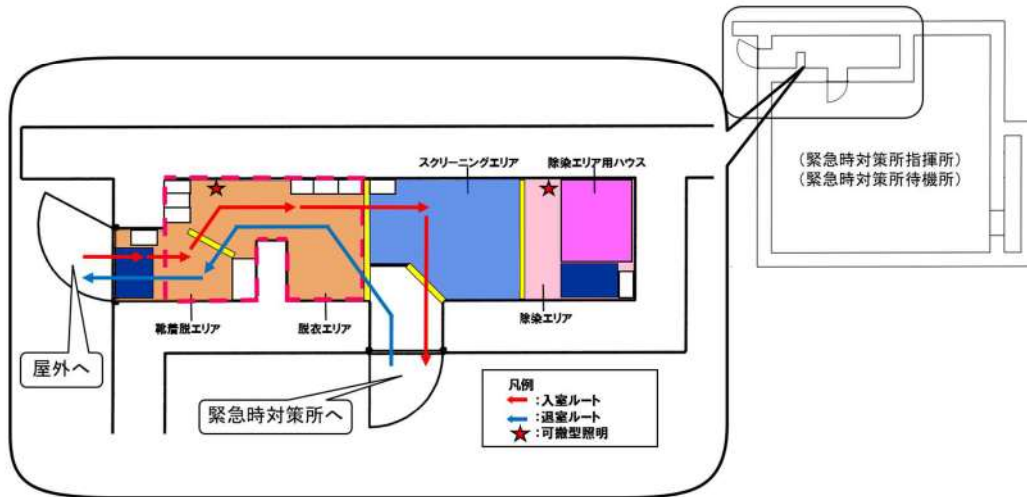 (緊急時対策所指揮所)
(緊急時対策所待機所)
スクリーニングエリア
除染エリア用ハウス
靴着脱エリア
脱衣エリア
除染エリア
屋外へ
緊急時対策所へ
凡例
:入室ルート
:退室ルート
:可搬型照明